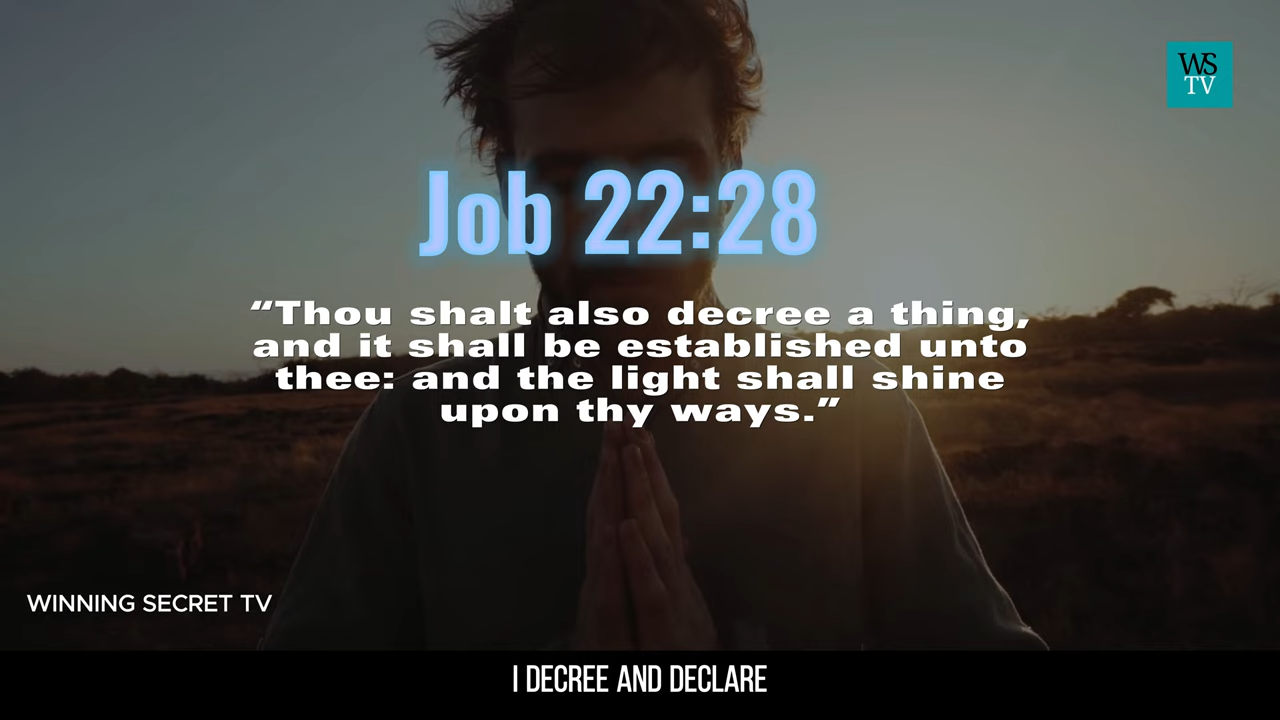 WS
TV
Job 22:28
“Thou shalt also decree a thing,
and it shall be established unto
thee: and the light shall shine
upon thy ways.”
WINNING SECRET TV
I DECREE AND DECLARE